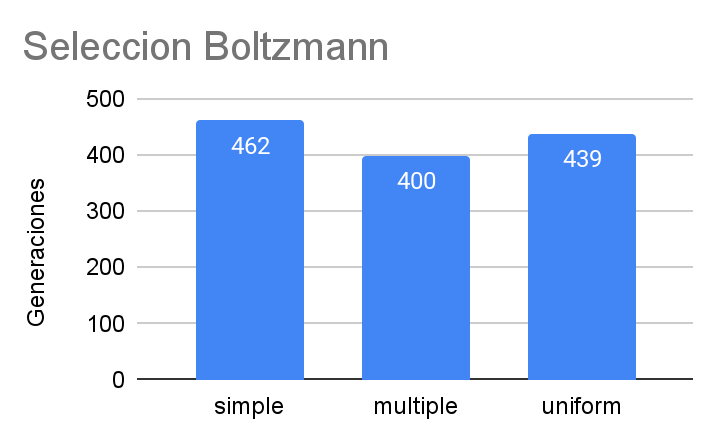 Seleccion Boltzmann
Generaciones
500
400
300
200
100
0
462
400
439
simple
multiple
uniform